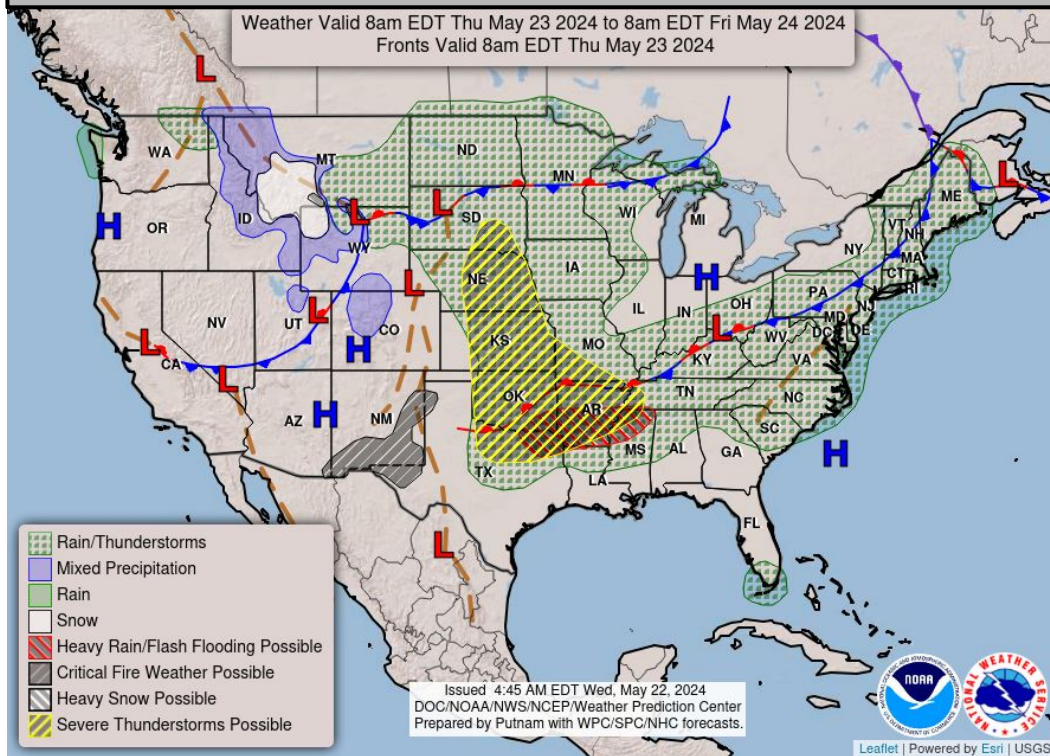 Weather Valid 8am EDT Thu May 23 2024 to 8am EDT Fri May 24 2024
Fronts Valid 8am EDT Thu May 23 2024
L
WA
MT
ND
MN
ME
L
ID
L
SD
L
WI
MI
VT
NH
H
OR
WY
NY
MA
CT
RI
L
NE
IA
H
PA
NJ
NV
UT
L
CO
H
IL
IN
OH
MD
DE
DC
L
CA
KS
MO
L
KY
WV
VA
L
AZ
H
NM
OK
AR
TN
NC
SC
TX
MS
AL
GA
H
LA
FL
L
Rain/Thunderstorms
Mixed Precipitation
Rain
Snow
Heavy Rain/Flash Flooding Possible
Critical Fire Weather Possible
Heavy Snow Possible
Severe Thunderstorms Possible
Issued 4:45 AM EDT Wed, May 22, 2024
DOC/NOAA/NWS/NCEP/Weather Prediction Center
Prepared by Putnam with WPC/SPC/NHC forecasts.
NOAA
NATIONAL WEATHER SERVICE
Leaflet | Powered by Esri | USGS